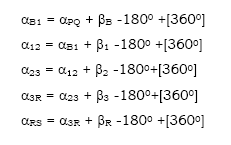 αB1 = αPQ + βB -180º +[360º]
α12 = αB1 + β1 -180º +[360º]
α23 = α12 + β2 -180º+[360º]
α3R = α23 + β3 -180º+[360º]
αRS = α3R + βR -180º +[360º]